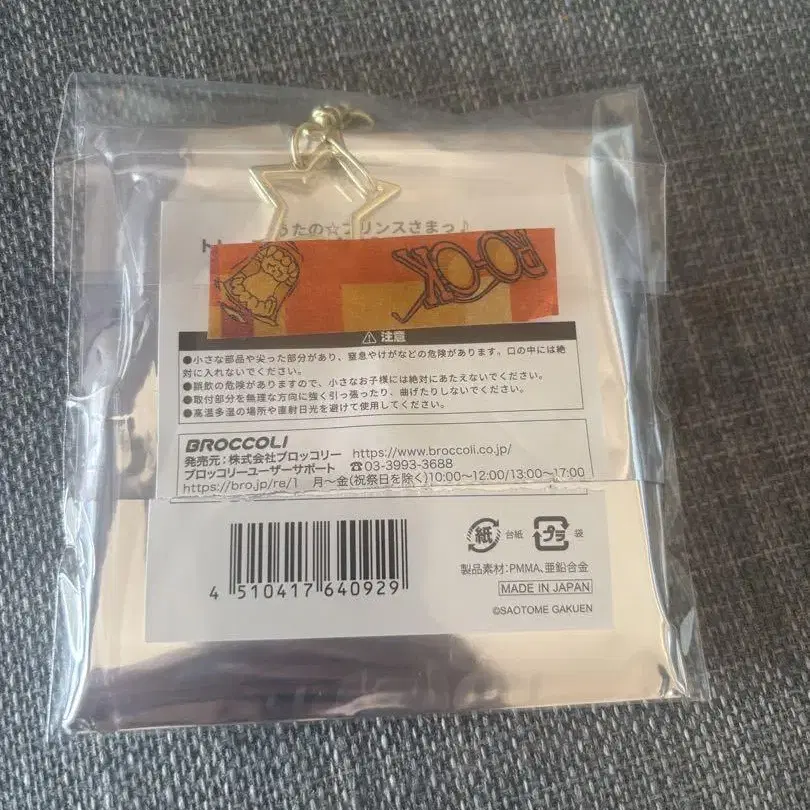 うたの☆プリンスさまっ♪
ト
RO-OK
⚠ 注意
●小さな部品や尖った部分があり、窒息やけがなどの危険があります。口の中には絶
対に入れないでください。
●誤飲の危険がありますので、小さなお子様には絶対にあたえないでください。
●取付部分を無理な方向に強く引っ張ったり、曲げたりしないでください。
●高温多湿の場所や直射日光を避けて使用してください。
BROCCOLI
発売元:株式会社ブロッコリー https://www.broccoli.co.jp/
ブロッコリーユーザーサポート ☎03-3993-3688
https://bro.jp/re/1 月〜金(祝祭日を除く)10:00〜12:00/13:00〜17:00
紙 台紙 プラ 袋
製品素材:PMMA、亜鉛合金
MADE IN JAPAN
©SAOTOME GAKUEN
4 510417 640929